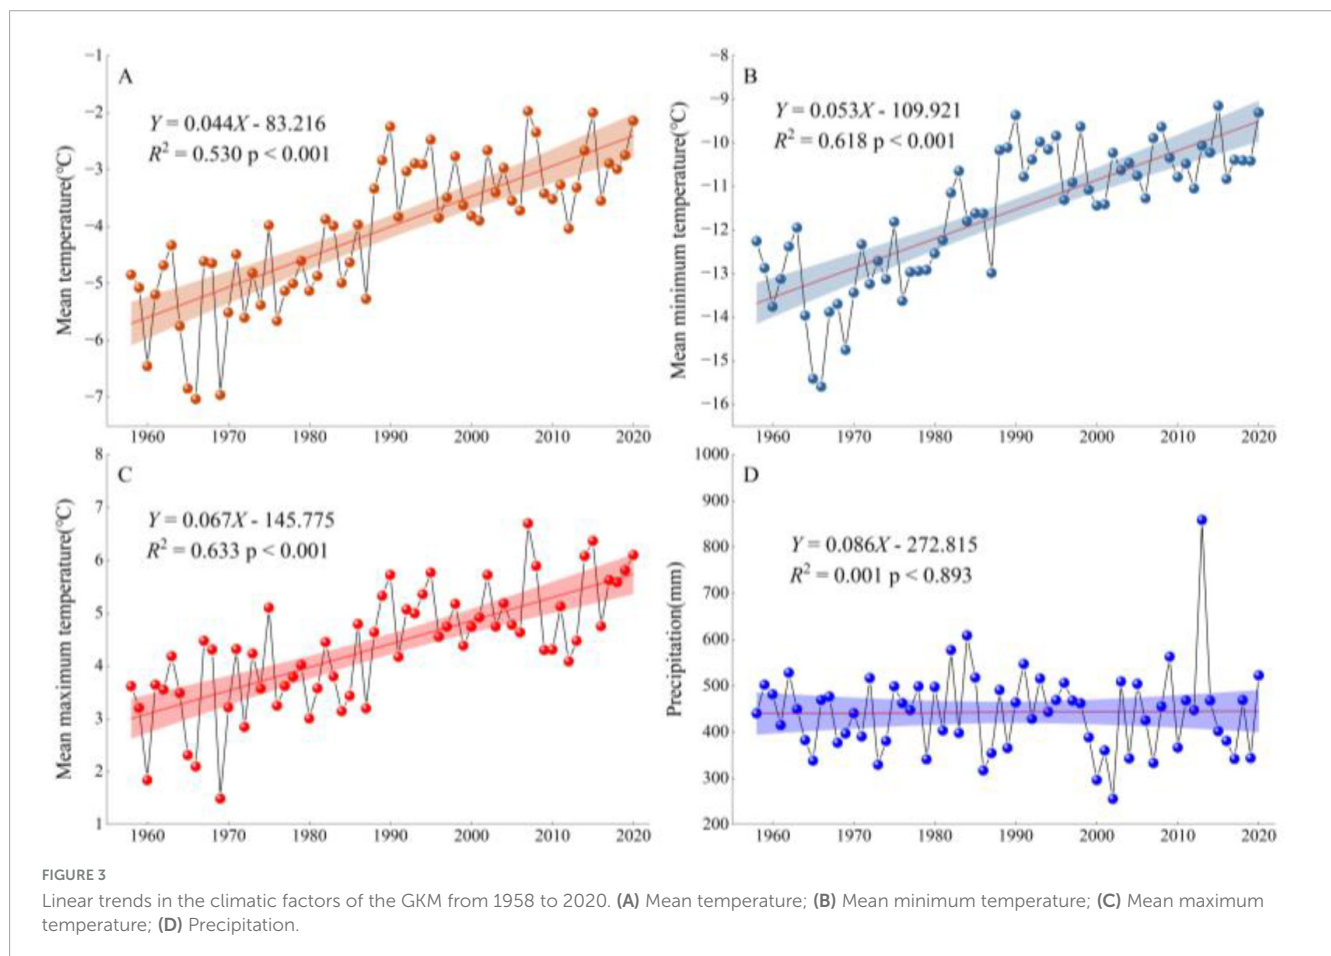 A
Y = 0.044X - 83.216
R² = 0.530 p < 0.001
Mean temperature(°C)
−1
−2
−3
−4
−5
−6
−7
1960 1970 1980 1990 2000 2010 2020
B
Y = 0.053X - 109.921
R² = 0.618 p < 0.001
Mean minimum temperature(°C)
−8
−9
−10
−11
−12
−13
−14
−15
−16
1960 1970 1980 1990 2000 2010 2020
C
Y = 0.067X - 145.775
R² = 0.633 p < 0.001
Mean maximum temperature(°C)
8
7
6
5
4
3
2
1
1960 1970 1980 1990 2000 2010 2020
D
Y = 0.086X - 272.815
R² = 0.001 p < 0.893
Precipitation(mm)
1000
900
800
700
600
500
400
300
200
1960 1970 1980 1990 2000 2010 2020
FIGURE 3
Linear trends in the climatic factors of the GKM from 1958 to 2020. (A) Mean temperature; (B) Mean minimum temperature; (C) Mean maximum
temperature; (D) Precipitation.